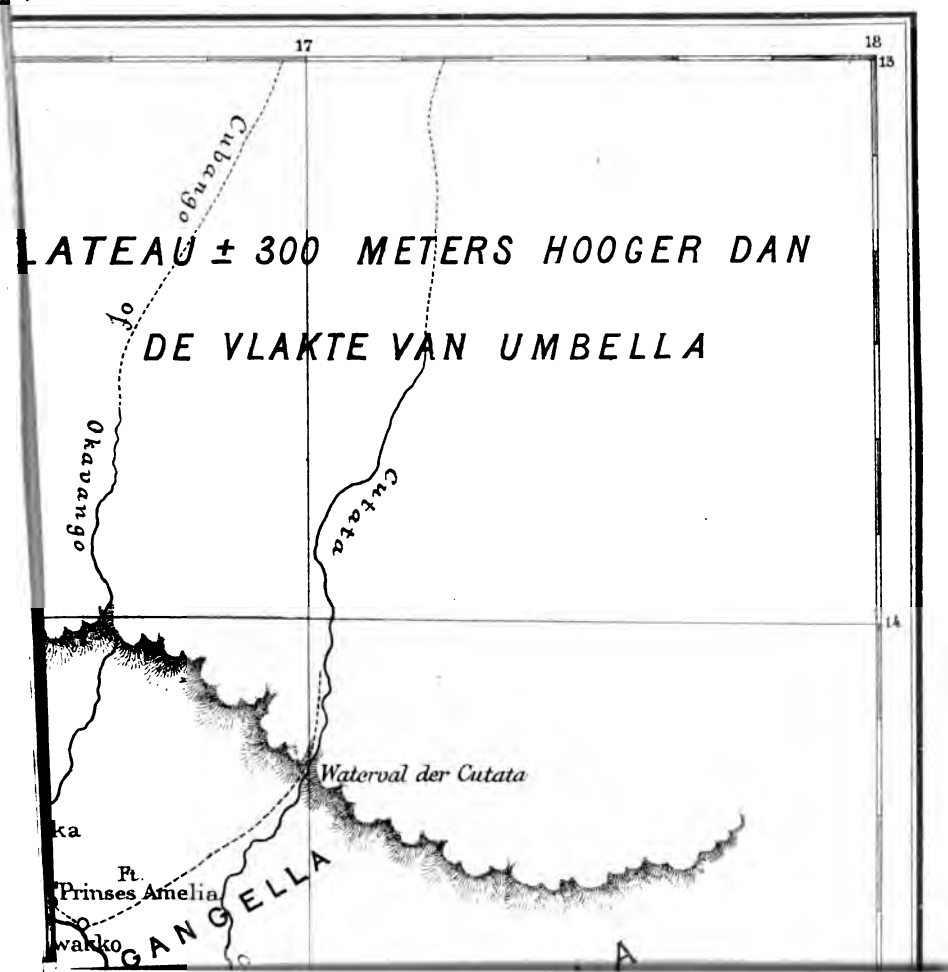 17
18
13
Cubango
LATEAU ± 300 METERS HOOGER DAN
of
DE VLAKTE VAN UMBELLA
Okavango
Cutata
14
Waterval der Cutata
ka
Ft.
Prinses Amelia
GANGELLA
wakko
A